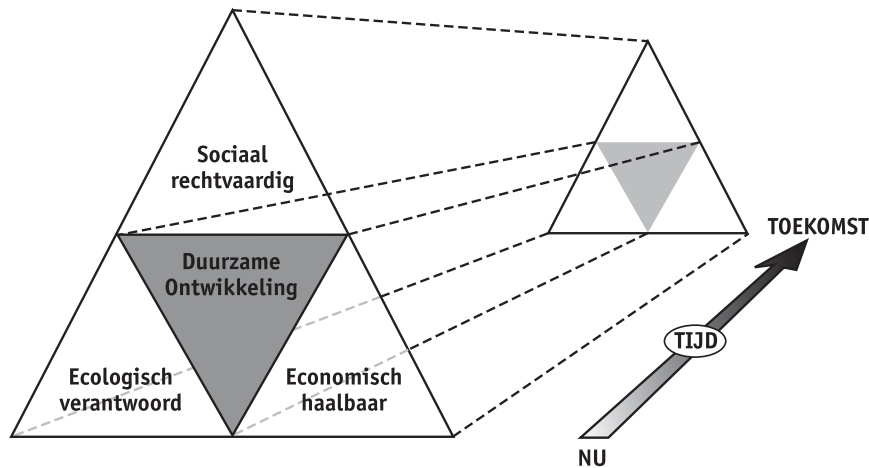 Sociaal
rechtvaardig
Duurzame
Ontwikkeling
Ecologisch
verantwoord
Economisch
haalbaar
TOEKOMST
TIJD
NU